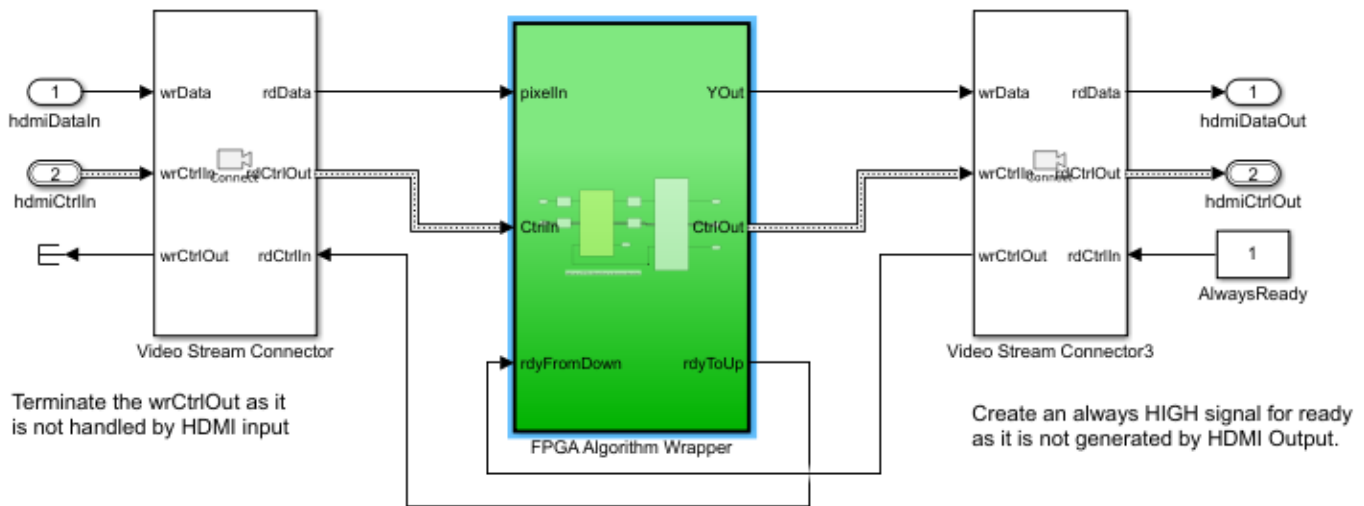 1
hdmiDataIn
2
hdmiCtrlIn
wrData
rdData
wrCtrlIn
rdCtrlOut
Connect
wrCtrlOut
rdCtrlIn
Video Stream Connector
Terminate the wrCtrlOut as it
is not handled by HDMI input
pixelIn
YOut
CtrlIn
CtrlOut
rdyFromDown
rdyToUp
FPGA Algorithm Wrapper
wrData
rdData
wrCtrlIn
rdCtrlOut
Connect
wrCtrlOut
rdCtrlIn
Video Stream Connector3
1
hdmiDataOut
2
hdmiCtrlOut
1
AlwaysReady
Create an always HIGH signal for ready
as it is not generated by HDMI Output.